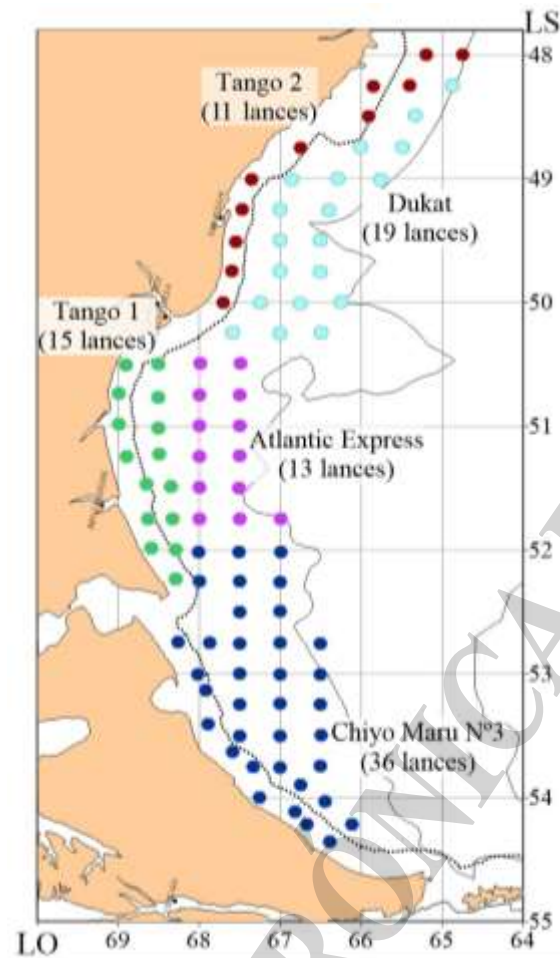 LS
48
Tango 2
(11 lances)
49
Dukat
(19 lances)
50
Tango 1
(15 lances)
51
Atlantic Express
(13 lances)
52
53
Chiyo Maru Nº3
(36 lances)
54
55
LO
69
68
67
66
65
64
RONICA